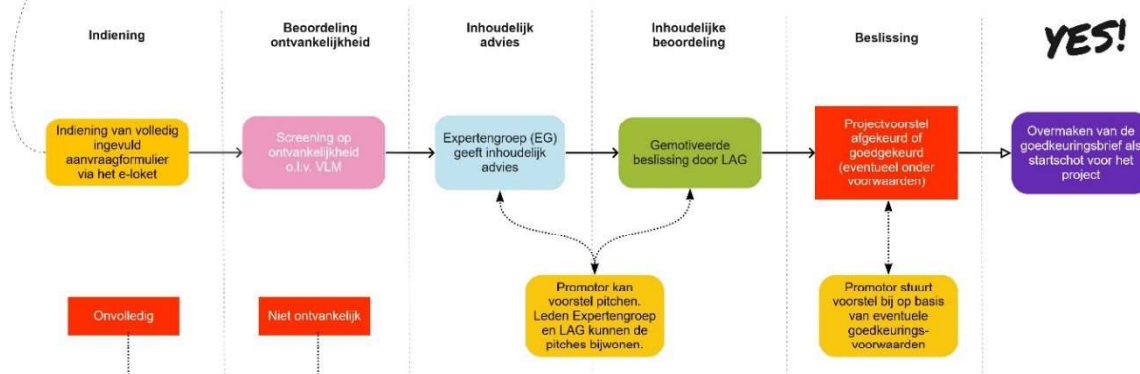 Indiening
Beoordeling
ontvankelijkheid
Inhoudelijk
advies
Inhoudelijke
beoordeling
Beslissing
YES!
Indiening van volledig
ingevuld
aanvraagformulier
via het e-loket
Screening op
ontvankelijkheid
o.l.v. VLM
Expertengroep (EG)
geeft inhoudelijk
advies
Gemotiveerde
beslissing door LAG
Projectvoorstel
afgekeurd of
goedgekeurd
(eventueel onder
voorwaarden)
Overmaken van de
goedkeuringsbrief als
startschot voor het
project
Onvolledig
Niet ontvankelijk
Promotor kan
voorstel pitchen.
Leden Expertengroep
en LAG kunnen de
pitches bijwonen.
Promotor stuurt
voorstel bij op basis
van eventuele
goedkeurings-
voorwaarden